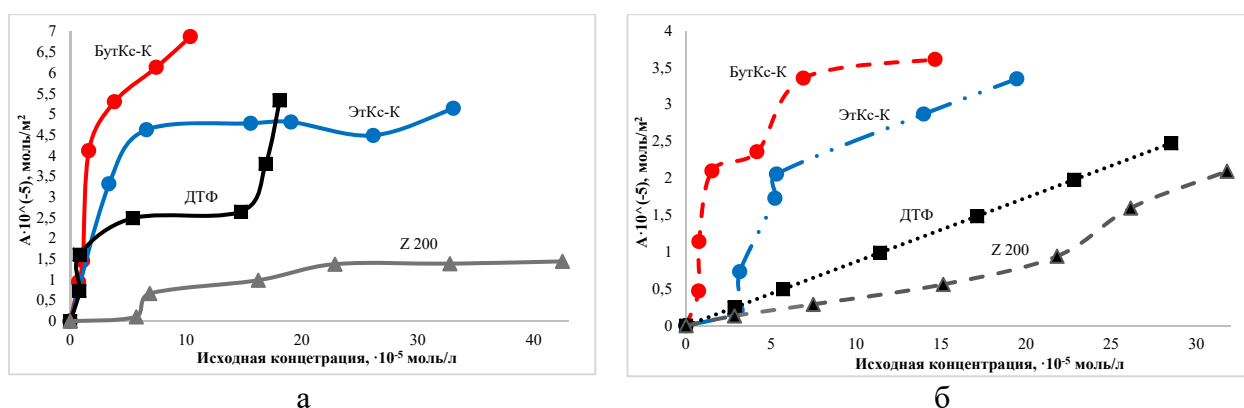 А·10^(-5), моль/м²
7
6,5
6
5,5
5
4,5
4
3,5
3
2,5
2
1,5
1
0,5
0
БутКс-К
ЭтКс-К
ДТФ
Z 200
0 10 20 30 40
Исходная концетрация, ·10⁻⁵ моль/л
а
А·10^(-5), моль/м²
4
3,5
3
2,5
2
1,5
1
0,5
0
БутКс-К
ЭтКс-К
ДТФ
Z 200
0 5 10 15 20 25 30
Исходная концентрация, ·10⁻⁵ моль/л
б